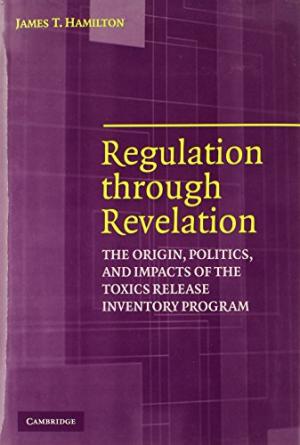 JAMES T. HAMILTON
Regulation
through
Revelation
THE ORIGIN, POLITICS,
AND IMPACTS OF THE
TOXICS RELEASE
INVENTORY PROGRAM
CAMBRIDGE